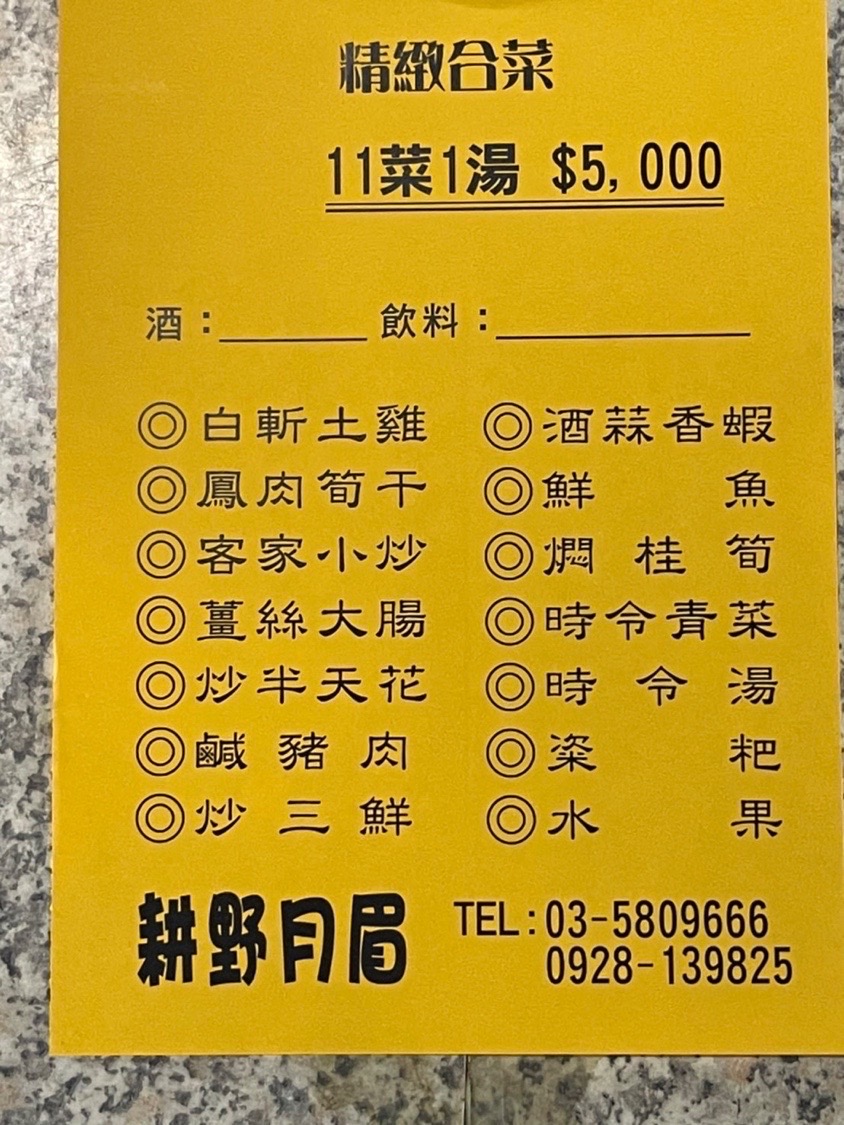 精緻合菜
11菜1湯 $5,000
酒：______ 飲料：__________
◎白斬土雞 ◎酒蒜香蝦
◎鳳肉筍干 ◎鮮魚
◎客家小炒 ◎燜桂筍
◎薑絲大腸 ◎時令青菜
◎炒半天花 ◎時令湯
◎鹹豬肉 ◎粢粑
◎炒三鮮 ◎水果
耕野月眉 TEL:03-5809666
0928-139825